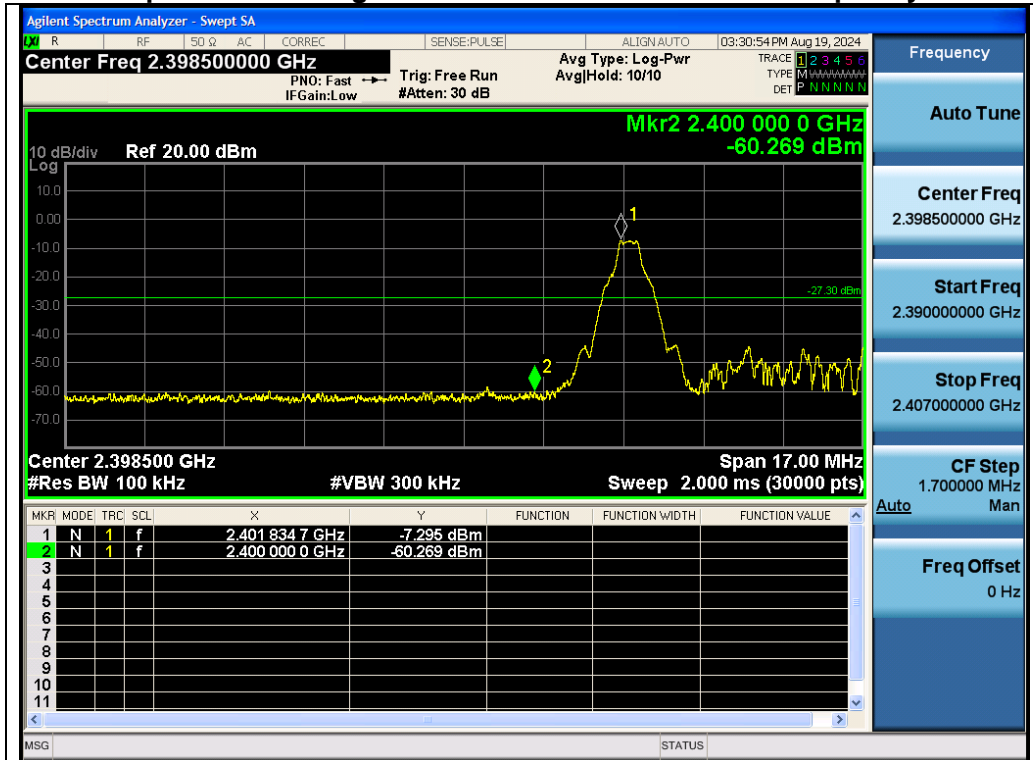 Agilent Spectrum Analyzer - Swept SA
LXI R RF 50 Ω AC CORREC SENSE:PULSE ALIGN AUTO 03:30:54 PM Aug 19, 2024
Center Freq 2.398500000 GHz
PNO: Fast
IFGain:Low
Trig: Free Run
#Atten: 30 dB
Avg Type: Log-Pwr
Avg|Hold: 10/10
TRACE 1 2 3 4 5 6
TYPE M
DET P N N N N N
Mkr2 2.400 000 0 GHz
-60.269 dBm
10 dB/div Ref 20.00 dBm
Log
10.0
0.00
-10.0
-20.0
-30.0
-40.0
-50.0
-60.0
-70.0
1
2
-27.30 dBm
Center 2.398500 GHz Span 17.00 MHz
#Res BW 100 kHz #VBW 300 kHz Sweep 2.000 ms (30000 pts)
MKR MODE TRC SCL X Y FUNCTION FUNCTION WIDTH FUNCTION VALUE
1 N 1 f 2.401 834 7 GHz -7.295 dBm
2 N 1 f 2.400 000 0 GHz -60.269 dBm
3
4
5
6
7
8
9
10
11
MSG STATUS
Frequency
Auto Tune
Center Freq
2.398500000 GHz
Start Freq
2.390000000 GHz
Stop Freq
2.407000000 GHz
CF Step
1.700000 MHz
Auto Man
Freq Offset
0 Hz